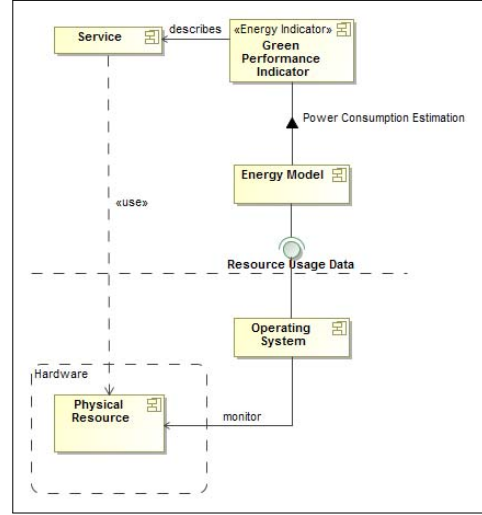 Service
describes
«Energy Indicator»
Green
Performance
Indicator
Power Consumption Estimation
Energy Model
«use»
Resource Usage Data
Operating
System
Hardware
Physical
Resource
monitor